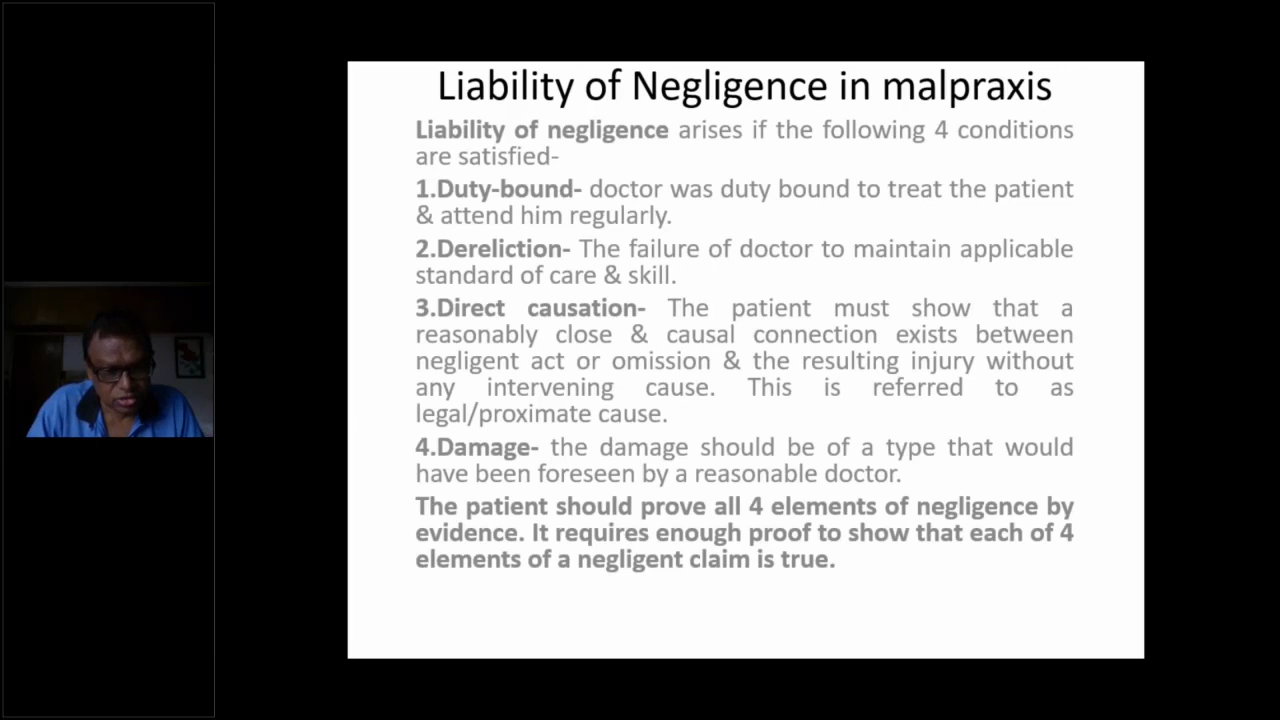 Liability of Negligence in malpraxis
Liability of negligence arises if the following 4 conditions
are satisfied-
1.Duty-bound- doctor was duty bound to treat the patient
& attend him regularly.
2.Dereliction- The failure of doctor to maintain applicable
standard of care & skill.
3.Direct causation- The patient must show that a
reasonably close & causal connection exists between
negligent act or omission & the resulting injury without
any intervening cause. This is referred to as
legal/proximate cause.
4.Damage- the damage should be of a type that would
have been foreseen by a reasonable doctor.
The patient should prove all 4 elements of negligence by
evidence. It requires enough proof to show that each of 4
elements of a negligent claim is true.